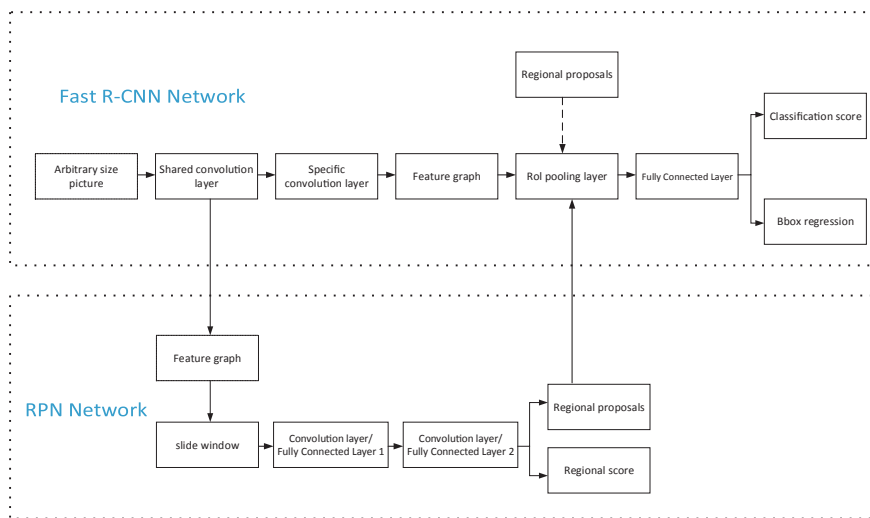 Fast R-CNN Network
Regional proposals
Classification score
Arbitrary size
picture
Shared convolution
layer
Specific
convolution layer
Feature graph
RoI pooling layer
Fully Connected Layer
Bbox regression
Feature graph
RPN Network
slide window
Convolution layer/
Fully Connected Layer 1
Convolution layer/
Fully Connected Layer 2
Regional proposals
Regional score